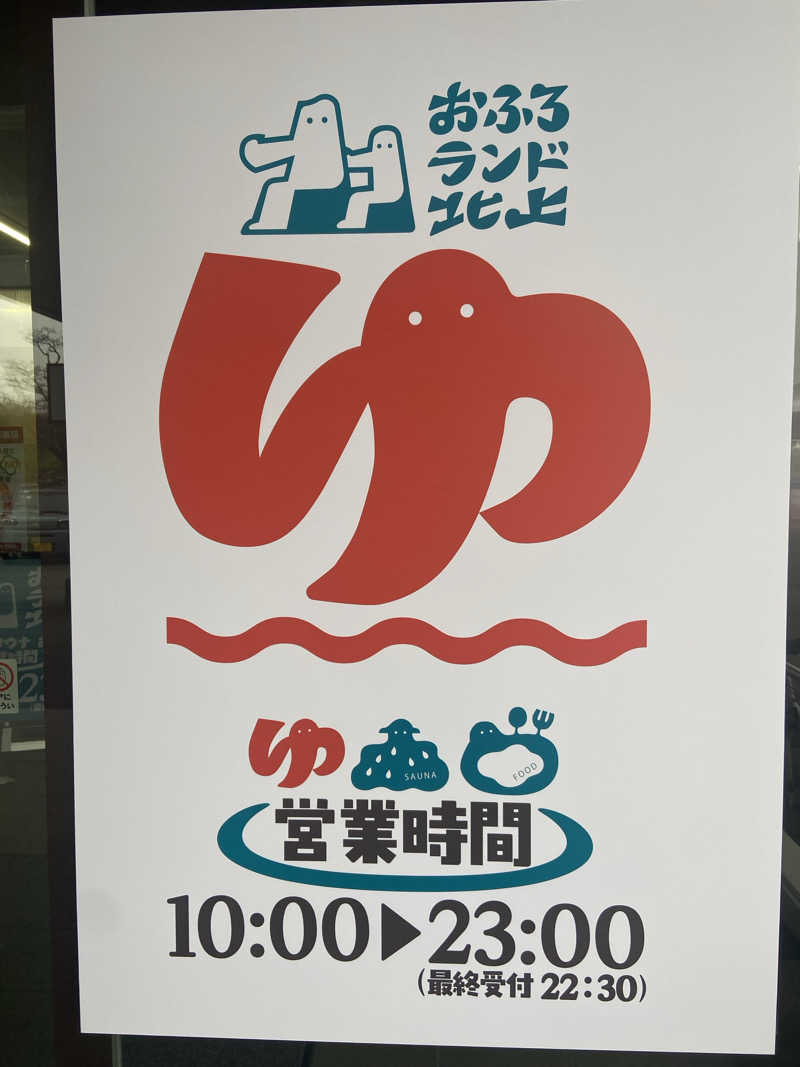 おふろ
ランド
北上
ゆ
ゆ
SAUNA
FOOD
営業時間
10:00▶23:00
(最終受付 22:30)